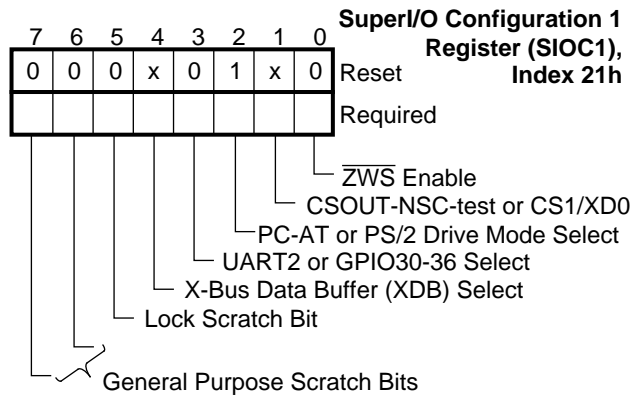 SuperI/O Configuration 1
Register (SIOC1),
Index 21h
7 6 5 4 3 2 1 0
0 0 0 x 0 1 x 0 Reset
Required
ZWS Enable
CSOUT-NSC-test or CS1/XD0
PC-AT or PS/2 Drive Mode Select
UART2 or GPIO30-36 Select
X-Bus Data Buffer (XDB) Select
Lock Scratch Bit
General Purpose Scratch Bits